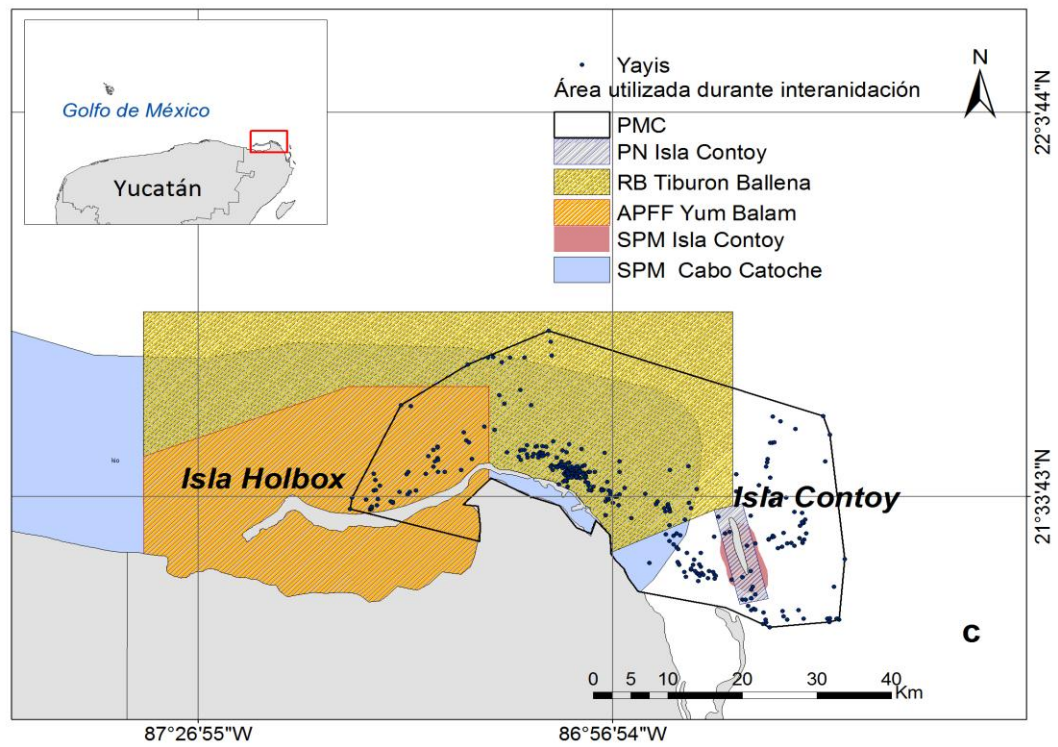 Golfo de México
Yucatán
Yayis
Área utilizada durante interanidación
PMC
PN Isla Contoy
RB Tiburon Ballena
APFF Yum Balam
SPM Isla Contoy
SPM Cabo Catoche
N
22°3'44"N
Isla Holbox
Isla Contoy
21°33'43"N
c
0 5 10 20 30 40
Km
87°26'55"W
86°56'54"W